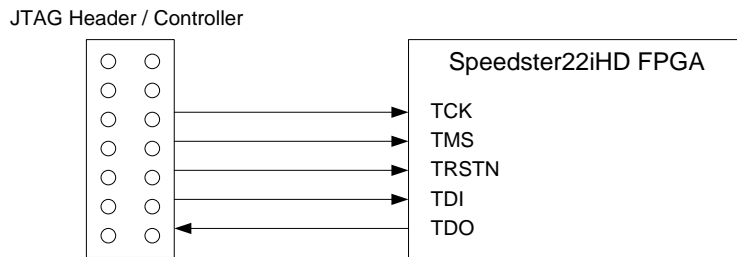 JTAG Header / Controller
Speedster22iHD FPGA
TCK
TMS
TRSTN
TDI
TDO